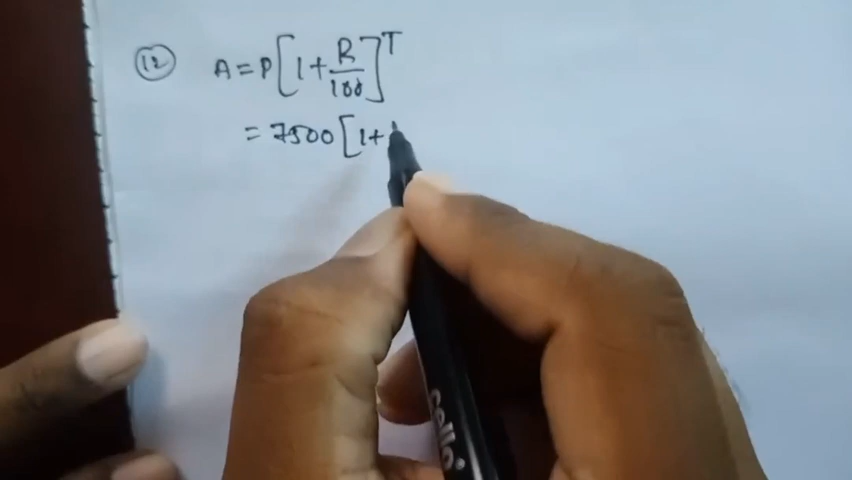 (12) A = P[1 + R/100]^T
= 7500[1 +
cello